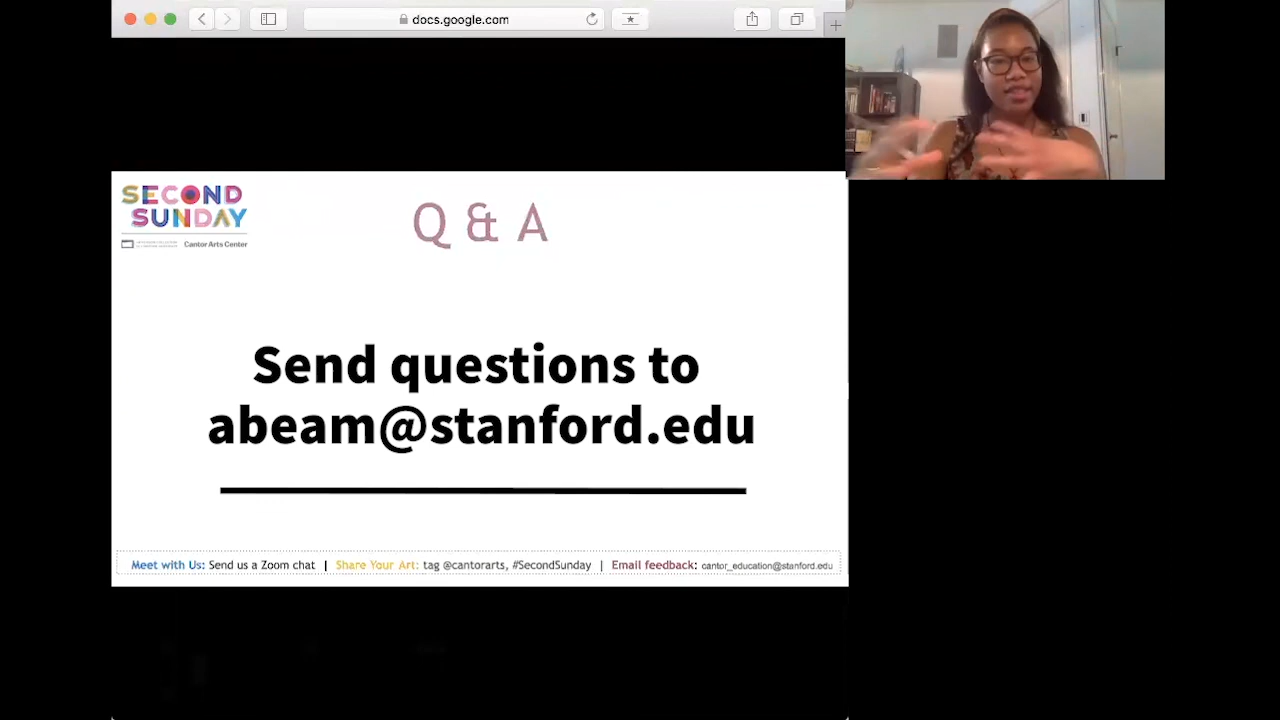 docs.google.com
SECOND
SUNDAY
Cantor Arts Center
Q & A
Send questions to
abeam@stanford.edu
Meet with Us: Send us a Zoom chat | Share Your Art: tag @cantorarts, #SecondSunday | Email feedback: cantor_education@stanford.edu